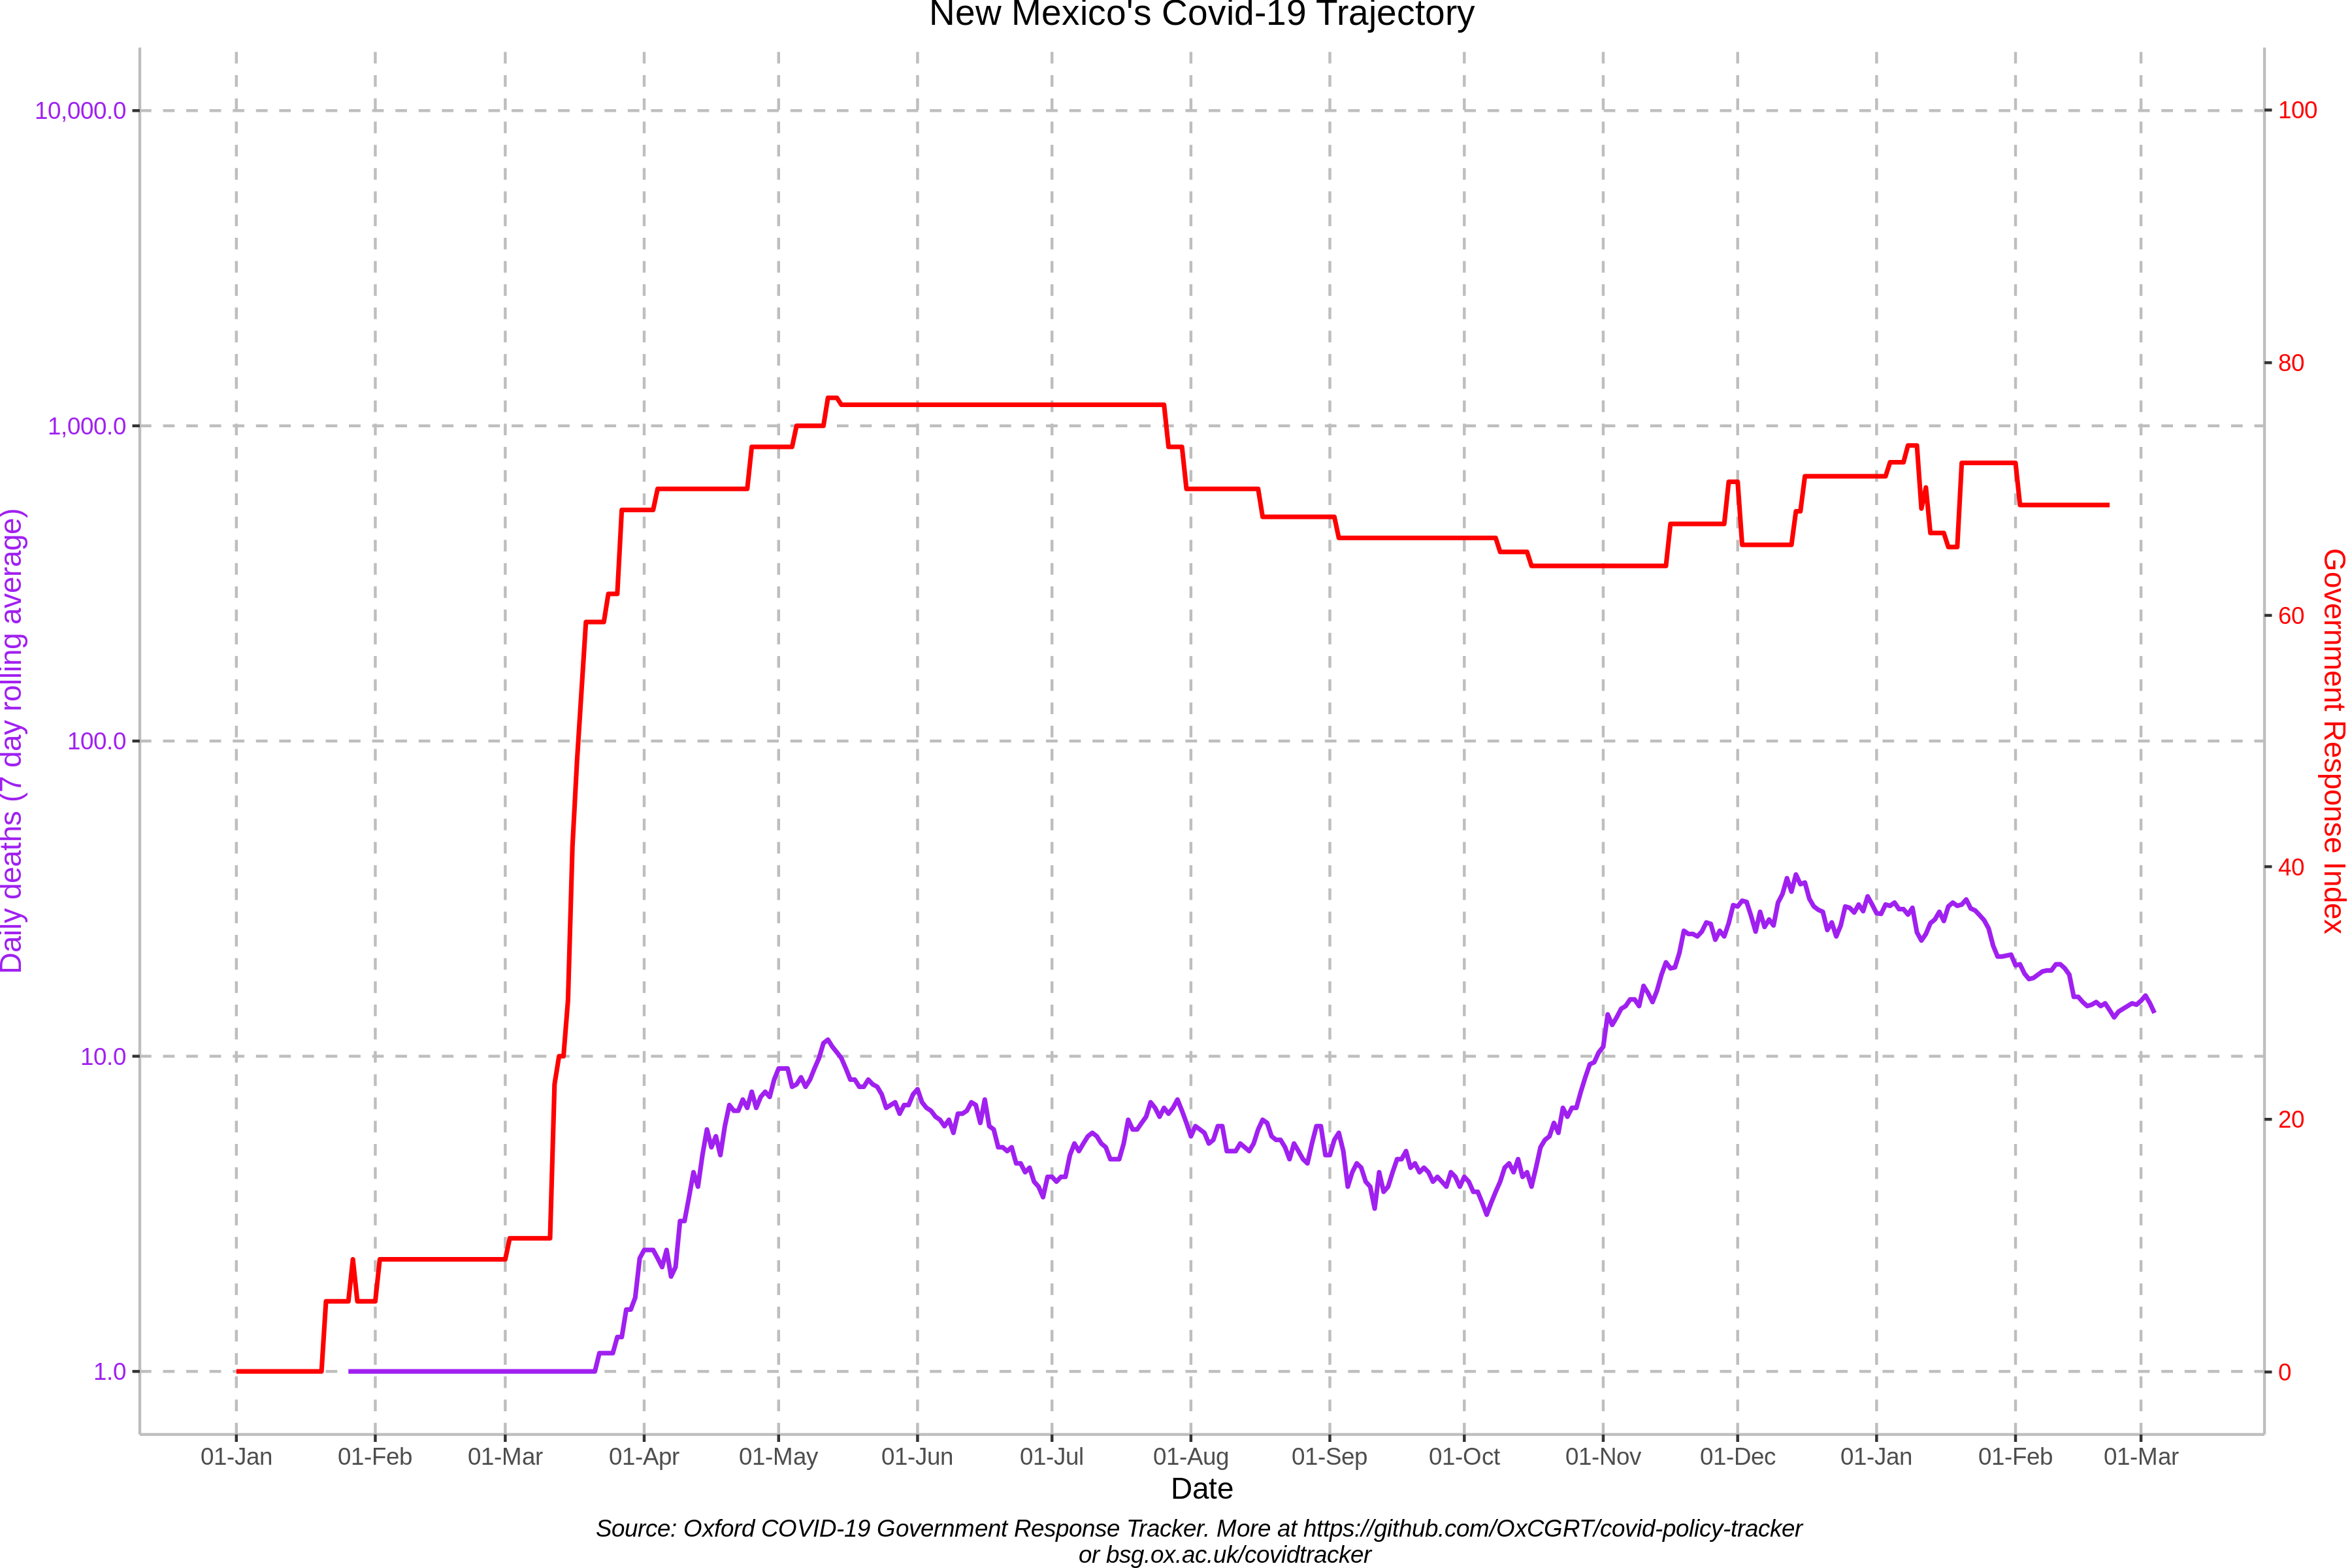 New Mexico's Covid-19 Trajectory
Daily deaths (7 day rolling average)
10,000.0
1,000.0
100.0
10.0
1.0
100
80
60
40
20
0
Government Response Index
01-Jan 01-Feb 01-Mar 01-Apr 01-May 01-Jun 01-Jul 01-Aug 01-Sep 01-Oct 01-Nov 01-Dec 01-Jan 01-Feb 01-Mar
Date
Source: Oxford COVID-19 Government Response Tracker. More at https://github.com/OxCGRT/covid-policy-tracker
or bsg.ox.ac.uk/covidtracker